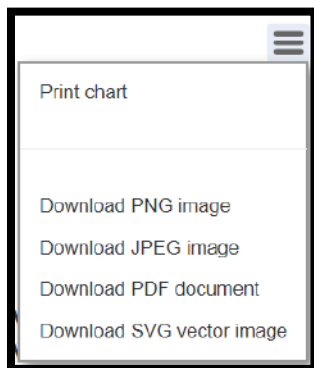 Print chart
Download PNG image
Download JPEG image
Download PDF document
Download SVG vector image